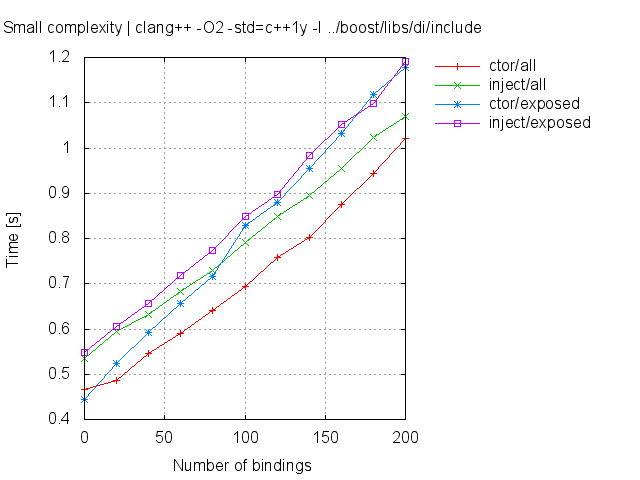 Small complexity | clang++ -O2 -std=c++1y -I ../boost/libs/di/include
1.2
1.1
1
0.9
0.8
0.7
0.6
0.5
0.4
0
50
100
150
200
Time [s]
Number of bindings
ctor/all
inject/all
ctor/exposed
inject/exposed